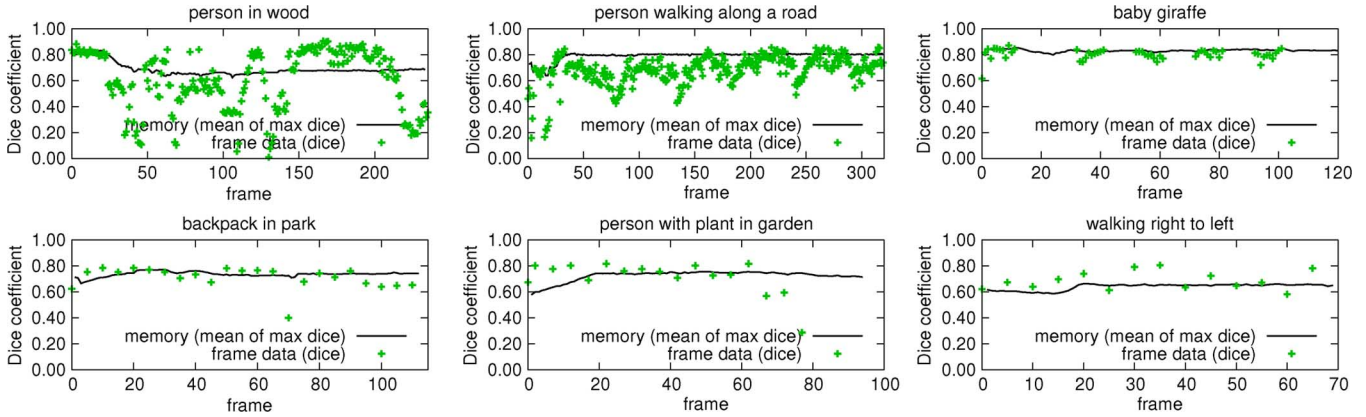 person in wood
Dice coefficient
1.00
0.80
0.60
0.40
0.20
0.00
memory (mean of max dice)
frame data (dice)
0 50 100 150 200
frame
person walking along a road
Dice coefficient
1.00
0.80
0.60
0.40
0.20
0.00
memory (mean of max dice)
frame data (dice)
0 50 100 150 200 250 300
frame
baby giraffe
Dice coefficient
1.00
0.80
0.60
0.40
0.20
0.00
memory (mean of max dice)
frame data (dice)
0 20 40 60 80 100 120
frame
backpack in park
Dice coefficient
1.00
0.80
0.60
0.40
0.20
0.00
memory (mean of max dice)
frame data (dice)
0 20 40 60 80 100
frame
person with plant in garden
Dice coefficient
1.00
0.80
0.60
0.40
0.20
0.00
memory (mean of max dice)
frame data (dice)
0 20 40 60 80 100
frame
walking right to left
Dice coefficient
1.00
0.80
0.60
0.40
0.20
0.00
memory (mean of max dice)
frame data (dice)
0 10 20 30 40 50 60 70
frame